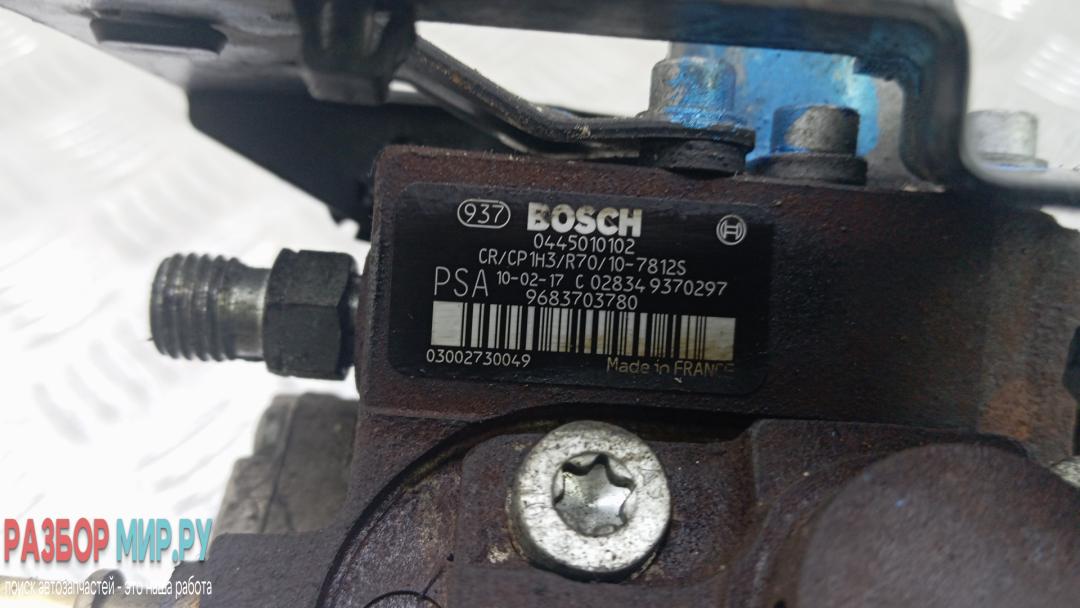 937 BOSCH
0445010102
CR/CP1H3/R70/10-7812S
PSA 10-02-17 C 02834 9370297
9683703780
03002730049 Made in FRANCE
РАЗБОР МИР.РУ
поиск автозапчастей - это наша работа